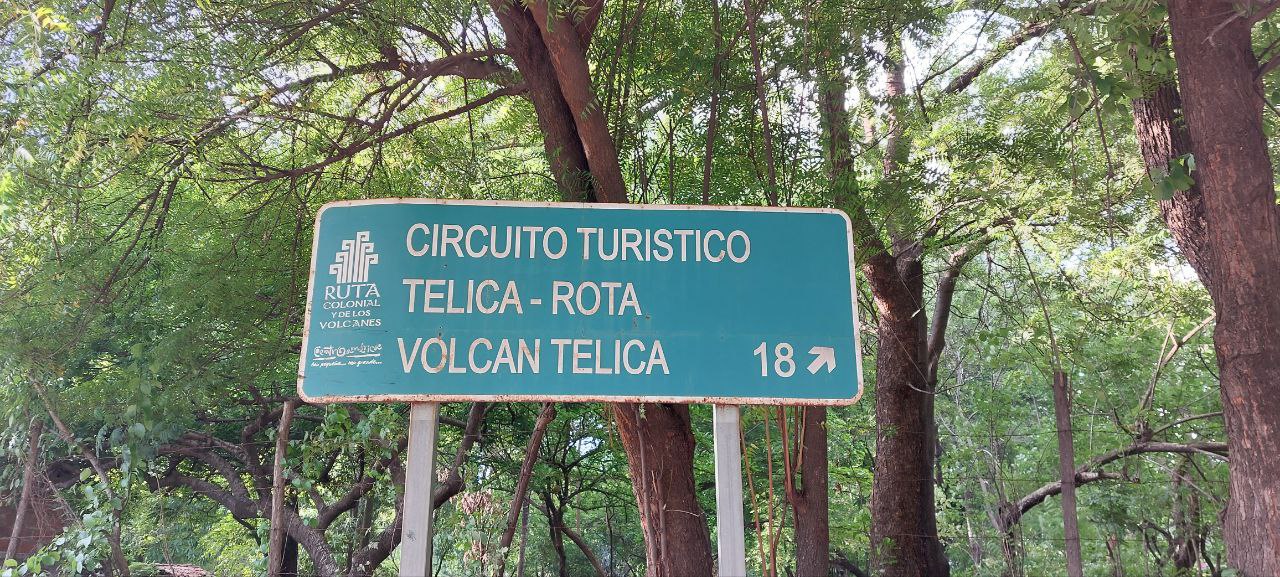 CIRCUITO TURISTICO
TELICA - ROTA
VOLCAN TELICA 18
RUTA
COLONIAL
Y DE LOS
VOLCANES